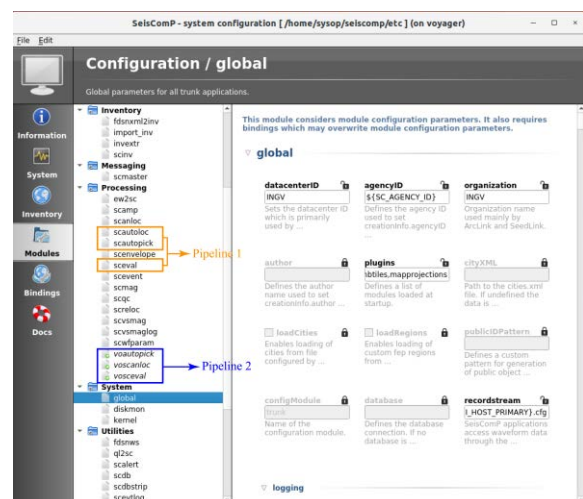 SeisComP - system configuration [ /home/sysop/seiscomp/etc ] (on voyager)
File Edit
Configuration / global
Global parameters for all trunk applications.
Information
System
Inventory
Modules
Bindings
Docs
Inventory
fdsnxml2inv
import_inv
invextr
scinv
Messaging
scmaster
Processing
ew2sc
scamp
scanloc
scautoloc
scautopick
scenvelope
sceval
scevent
scmag
scqc
screloc
scvsmag
scvsmaglog
scwfparam
voautopick
voscanloc
vosceval
System
global
diskmon
kernel
Utilities
fdsnws
ql2sc
scalert
scdb
scdbstrip
Pipeline 1
Pipeline 2
This module considers module configuration parameters. It also requires
bindings which may overwrite module configuration parameters.
global
datacenterID agencyID organization
INGV ${SC_AGENCY_ID} INGV
Sets the datacenter ID
which is primarily
used by ...
Defines the agency ID
used to set
creationinfo.agencyID
...
Organization name
used mainly by
ArcLink and SeedLink.
author plugins cityXML
btiles,mapprojections
Defines the author
name used to set
creationinfo.author ...
Defines a list of
modules loaded at
startup.
Path to the cities.xml
file. If undefined the
data is ...
loadCities loadRegions publicIDPattern
Enables loading of
cities from file
configured by ...
Enables loading of
custom fep regions
from ...
Defines a custom
pattern for generation
of public object ...
configModule database recordstream
trunk I_HOST_PRIMARY}.cfg
Name of the
configuration module.
Defines the database
connection. If no
database is ...
SeisComP applications
access waveform data
through the ...
logging